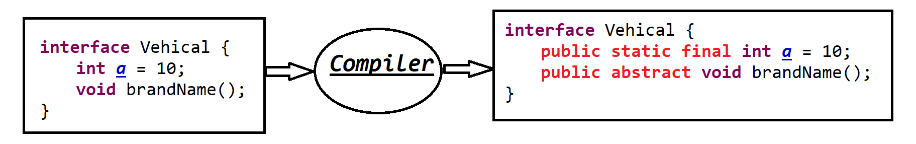 interface Vehical {
int a = 10;
void brandName();
}
Compiler
interface Vehical {
public static final int a = 10;
public abstract void brandName();
}